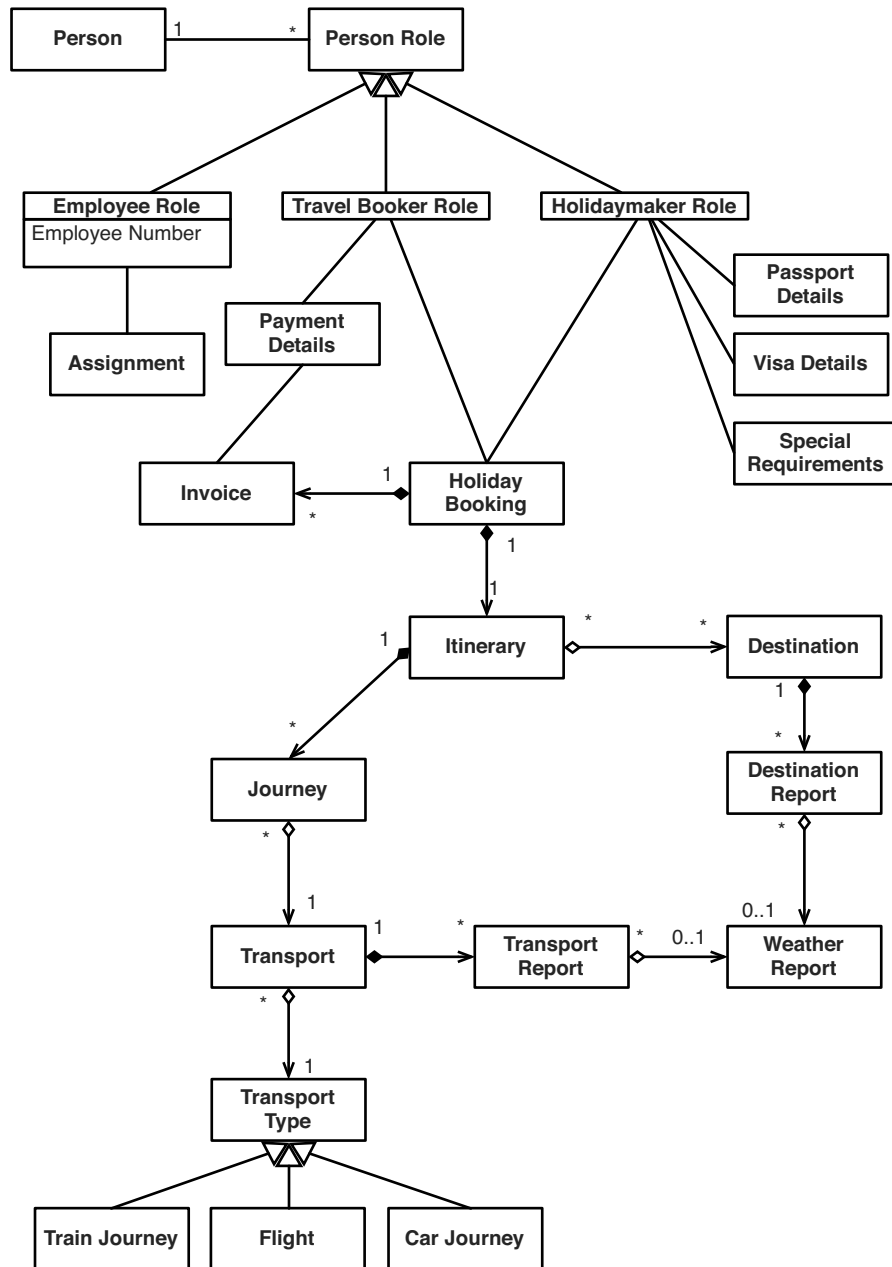 Person
1
*
Person Role
Employee Role
Employee Number
Travel Booker Role
Holidaymaker Role
Passport
Details
Payment
Details
Assignment
Visa Details
Special
Requirements
Invoice
1
*
Holiday
Booking
1
1
1
Itinerary
*
*
Destination
1
*
*
Journey
Destination
Report
*
*
1
0..1
Transport
1
*
Transport
Report
*
0..1
Weather
Report
*
1
Transport
Type
Train Journey
Flight
Car Journey